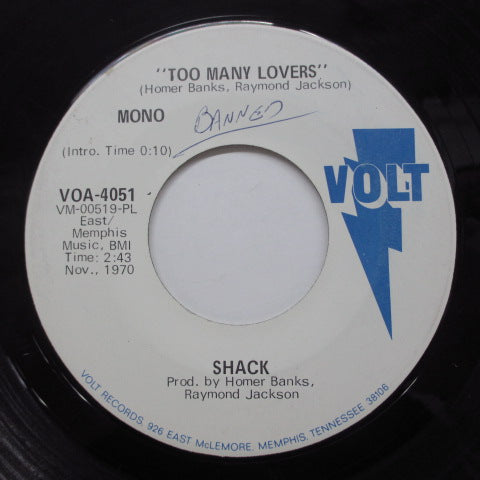 "TOO MANY LOVERS"
(Homer Banks, Raymond Jackson)
MONO
BANNED
(Intro. Time 0:10)
VOA-4051
VM-00519-PL
East/
Memphis
Music, BMI
Time: 2:43
Nov., 1970
VOLT
SHACK
Prod. by Homer Banks,
Raymond Jackson
VOLT RECORDS, 926 EAST McLEMORE, MEMPHIS, TENNESSEE 38106